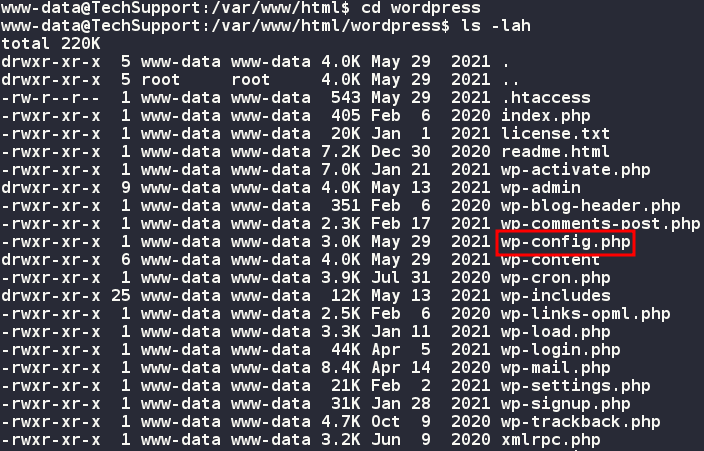 www-data@TechSupport:/var/www/html$ cd wordpress
www-data@TechSupport:/var/www/html/wordpress$ ls -lah
total 220K
drwxr-xr-x  5 www-data www-data 4.0K May 29  2021 .
drwxr-xr-x  5 root     root     4.0K May 29  2021 ..
-rw-r--r--  1 www-data www-data  543 May 29  2021 .htaccess
-rwxr-xr-x  1 www-data www-data  405 Feb  6  2020 index.php
-rwxr-xr-x  1 www-data www-data  20K Jan  1  2021 license.txt
-rwxr-xr-x  1 www-data www-data 7.2K Dec 30  2020 readme.html
-rwxr-xr-x  1 www-data www-data 7.0K Jan 21  2021 wp-activate.php
drwxr-xr-x  9 www-data www-data 4.0K May 13  2021 wp-admin
-rwxr-xr-x  1 www-data www-data  351 Feb  6  2020 wp-blog-header.php
-rwxr-xr-x  1 www-data www-data 2.3K Feb 17  2021 wp-comments-post.php
-rwxr-xr-x  1 www-data www-data 3.0K May 29  2021 wp-config.php
drwxr-xr-x  6 www-data www-data 4.0K May 29  2021 wp-content
-rwxr-xr-x  1 www-data www-data 3.9K Jul 31  2020 wp-cron.php
drwxr-xr-x 25 www-data www-data  12K May 13  2021 wp-includes
-rwxr-xr-x  1 www-data www-data 2.5K Feb  6  2020 wp-links-opml.php
-rwxr-xr-x  1 www-data www-data 3.3K Jan 11  2021 wp-load.php
-rwxr-xr-x  1 www-data www-data  44K Apr  5  2021 wp-login.php
-rwxr-xr-x  1 www-data www-data 8.4K Apr 14  2020 wp-mail.php
-rwxr-xr-x  1 www-data www-data  21K Feb  2  2021 wp-settings.php
-rwxr-xr-x  1 www-data www-data  31K Jan 28  2021 wp-signup.php
-rwxr-xr-x  1 www-data www-data 4.7K Oct  9  2020 wp-trackback.php
-rwxr-xr-x  1 www-data www-data 3.2K Jun  9  2020 xmlrpc.php